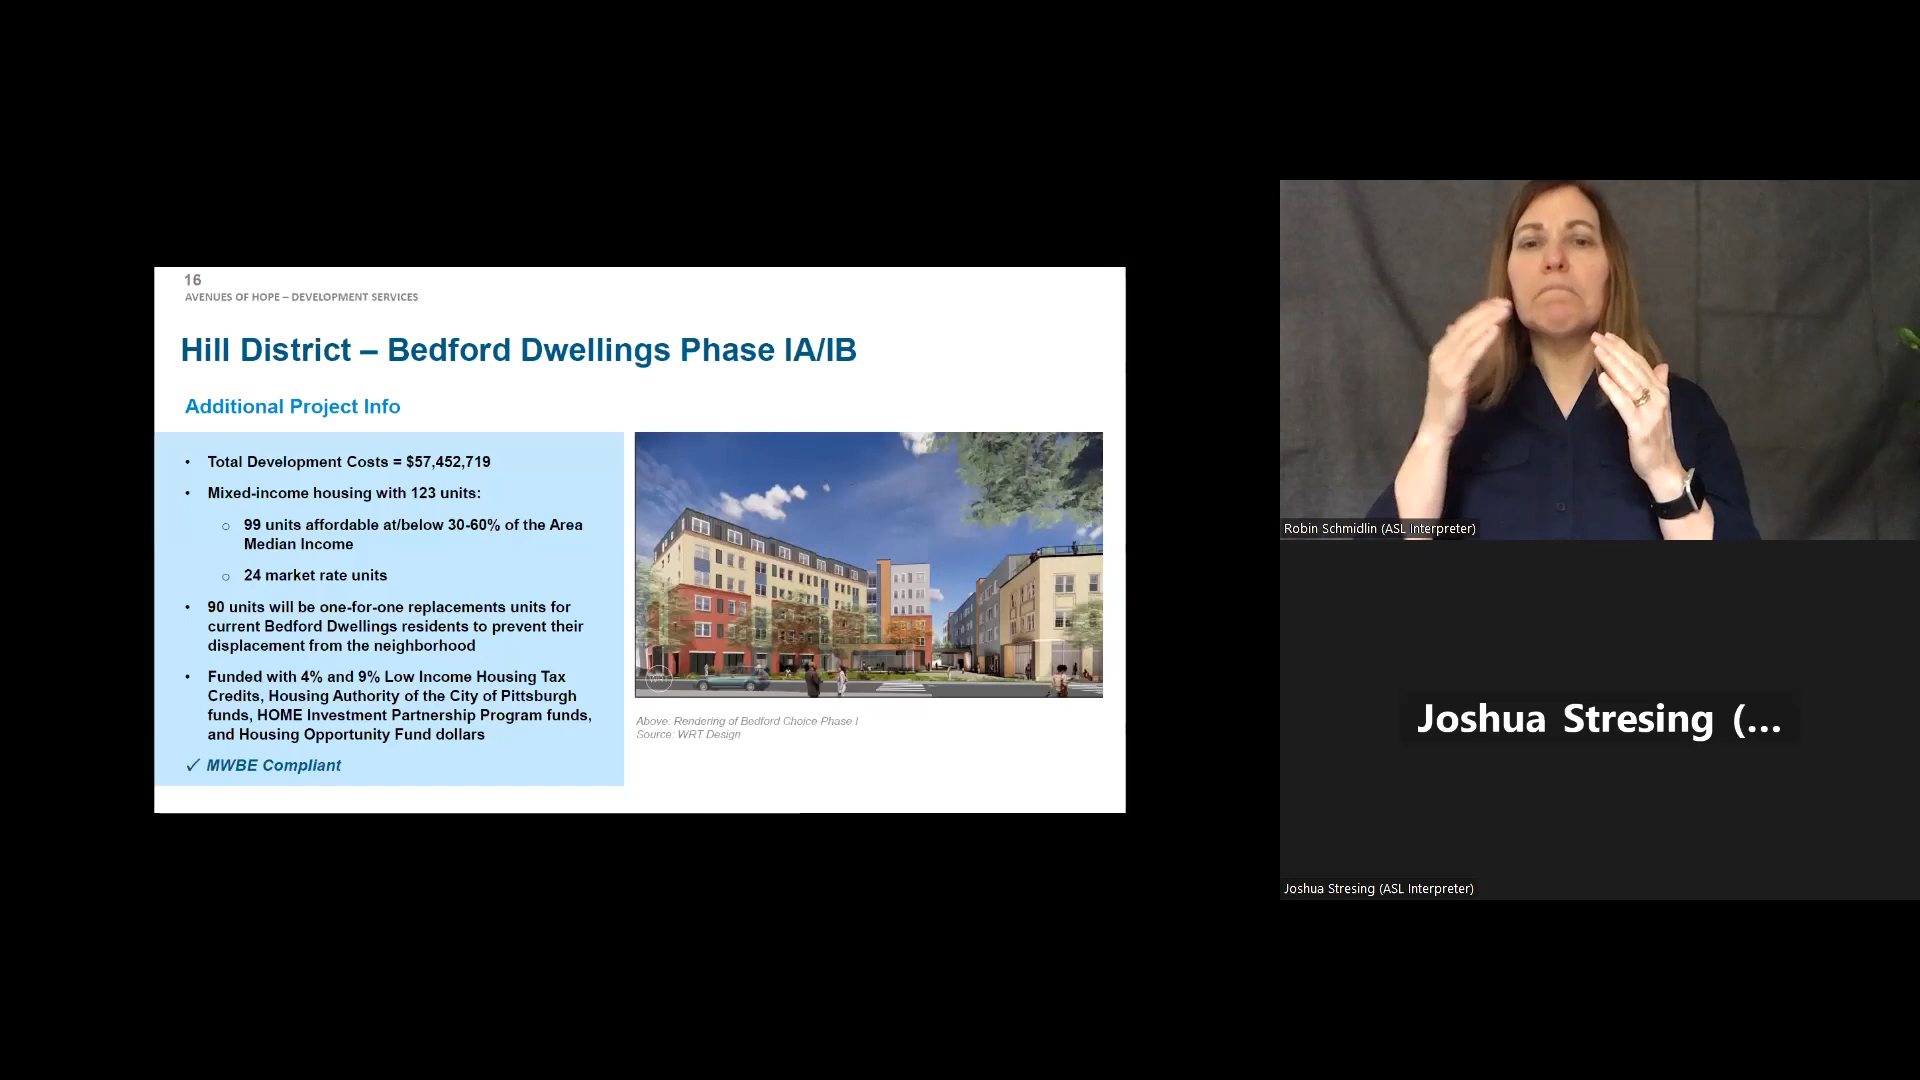 16
AVENUES OF HOPE – DEVELOPMENT SERVICES
Hill District – Bedford Dwellings Phase IA/IB
Additional Project Info
• Total Development Costs = $57,452,719
• Mixed-income housing with 123 units:
o 99 units affordable at/below 30-60% of the Area
Median Income
o 24 market rate units
• 90 units will be one-for-one replacements units for
current Bedford Dwellings residents to prevent their
displacement from the neighborhood
• Funded with 4% and 9% Low Income Housing Tax
Credits, Housing Authority of the City of Pittsburgh
funds, HOME Investment Partnership Program funds,
and Housing Opportunity Fund dollars
✓ MWBE Compliant
Above: Rendering of Bedford Choice Phase I
Source: WRT Design
Robin Schmidlin (ASL Interpreter)
Joshua Stresing (...
Joshua Stresing (ASL Interpreter)